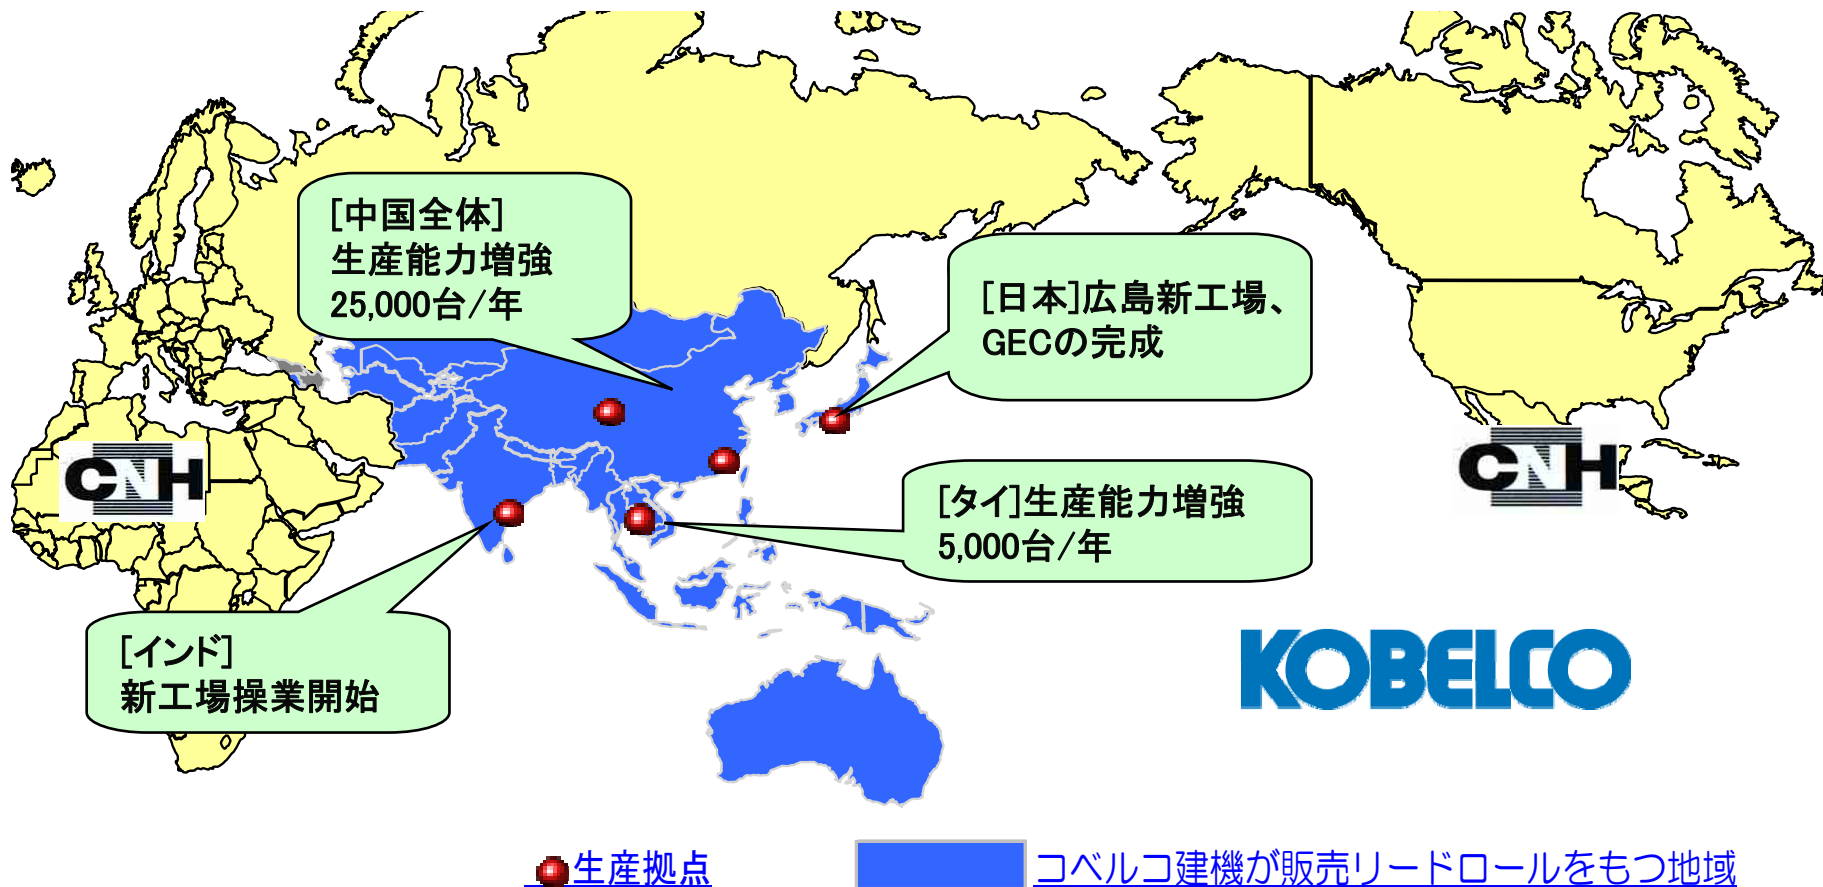 [中国全体]
生産能力増強
25,000台/年
[日本]広島新工場、
GECの完成
CNH
CNH
[タイ]生産能力増強
5,000台/年
[インド]
新工場操業開始
KOBELCO
生産拠点
コベルコ建機が販売リードロールをもつ地域